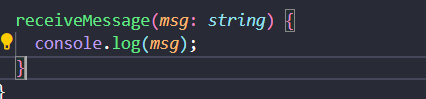 receiveMessage(msg: string) {
console.log(msg);
}
}